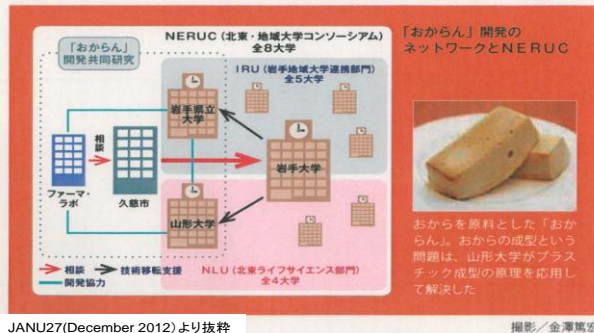 NERUC(北東・地域大学コンソーシアム)
全8大学
「おからん」
開発共同研究
IRU(岩手地域大学連携部門)
全5大学
岩手県立
大学
相談
岩手大学
ファーマ・
ラボ
久慈市
山形大学
相談
技術移転支援
開発協力
NLU(北東ライフサイエンス部門)
全4大学
「おからん」開発の
ネットワークとNERUC
おからを原料とした「おか
らん」。おからの成型という
問題は、山形大学がプラス
チック成型の原理を応用し
て解決した
JANU27(December 2012)より抜粋
撮影/金澤篤宏